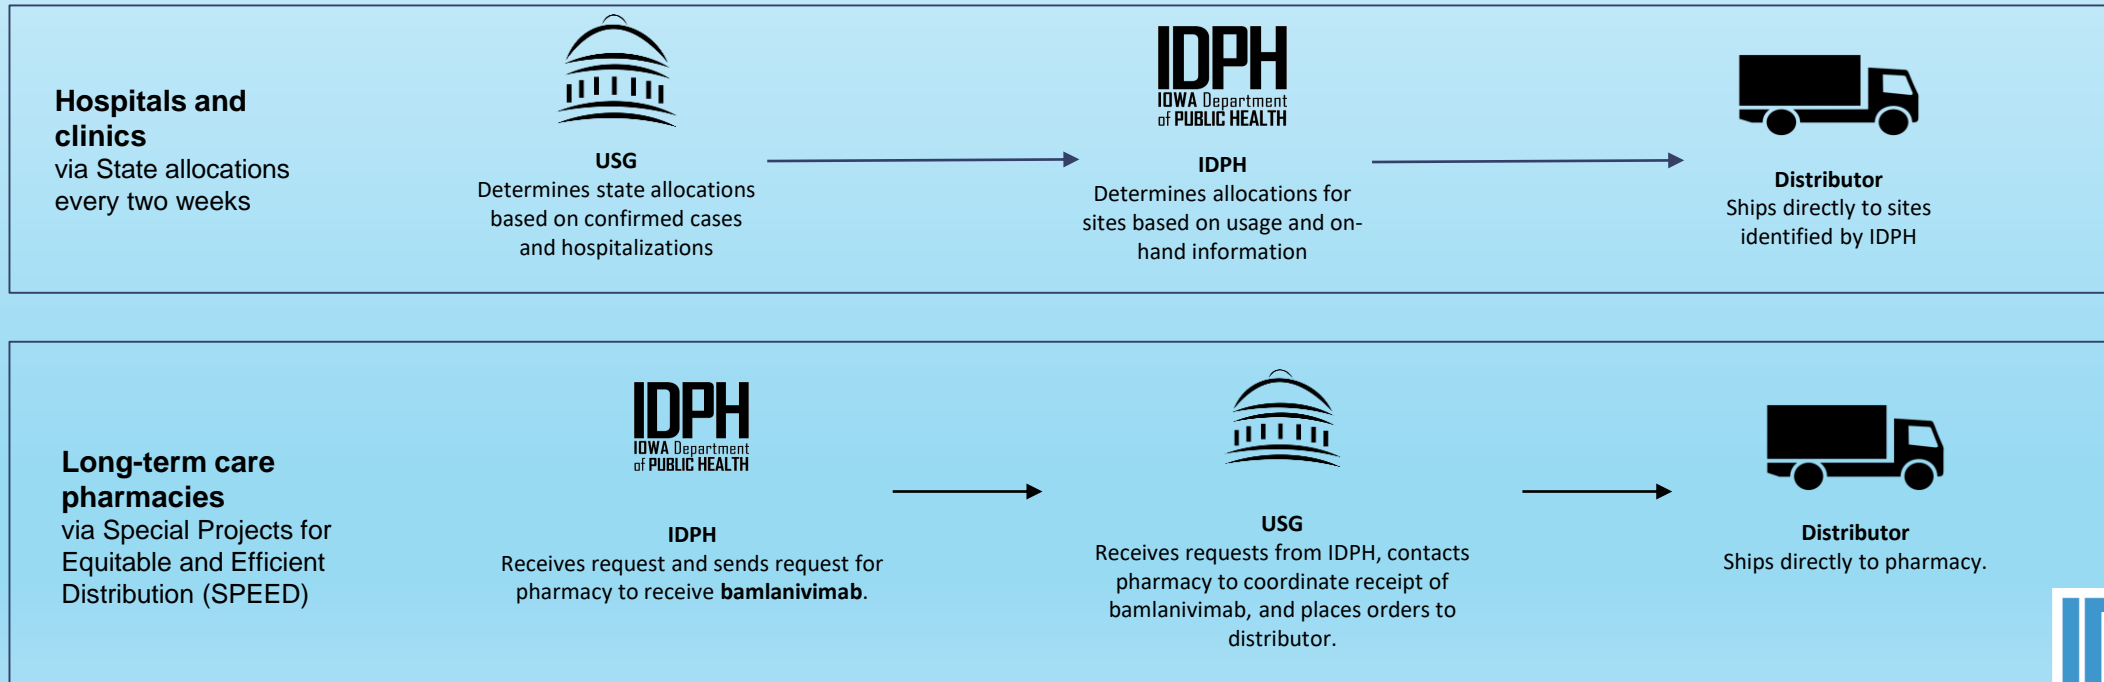 Hospitals and
clinics
via State allocations
every two weeks
USG
Determines state allocations
based on confirmed cases
and hospitalizations
IDPH
IOWA Department
of PUBLIC HEALTH
IDPH
Determines allocations for
sites based on usage and on-
hand information
Distributor
Ships directly to sites
identified by IDPH
Long-term care
pharmacies
via Special Projects for
Equitable and Efficient
Distribution (SPEED)
IDPH
IOWA Department
of PUBLIC HEALTH
IDPH
Receives request and sends request for
pharmacy to receive bamlanivimab.
USG
Receives requests from IDPH, contacts
pharmacy to coordinate receipt of
bamlanivimab, and places orders to
distributor.
Distributor
Ships directly to pharmacy.